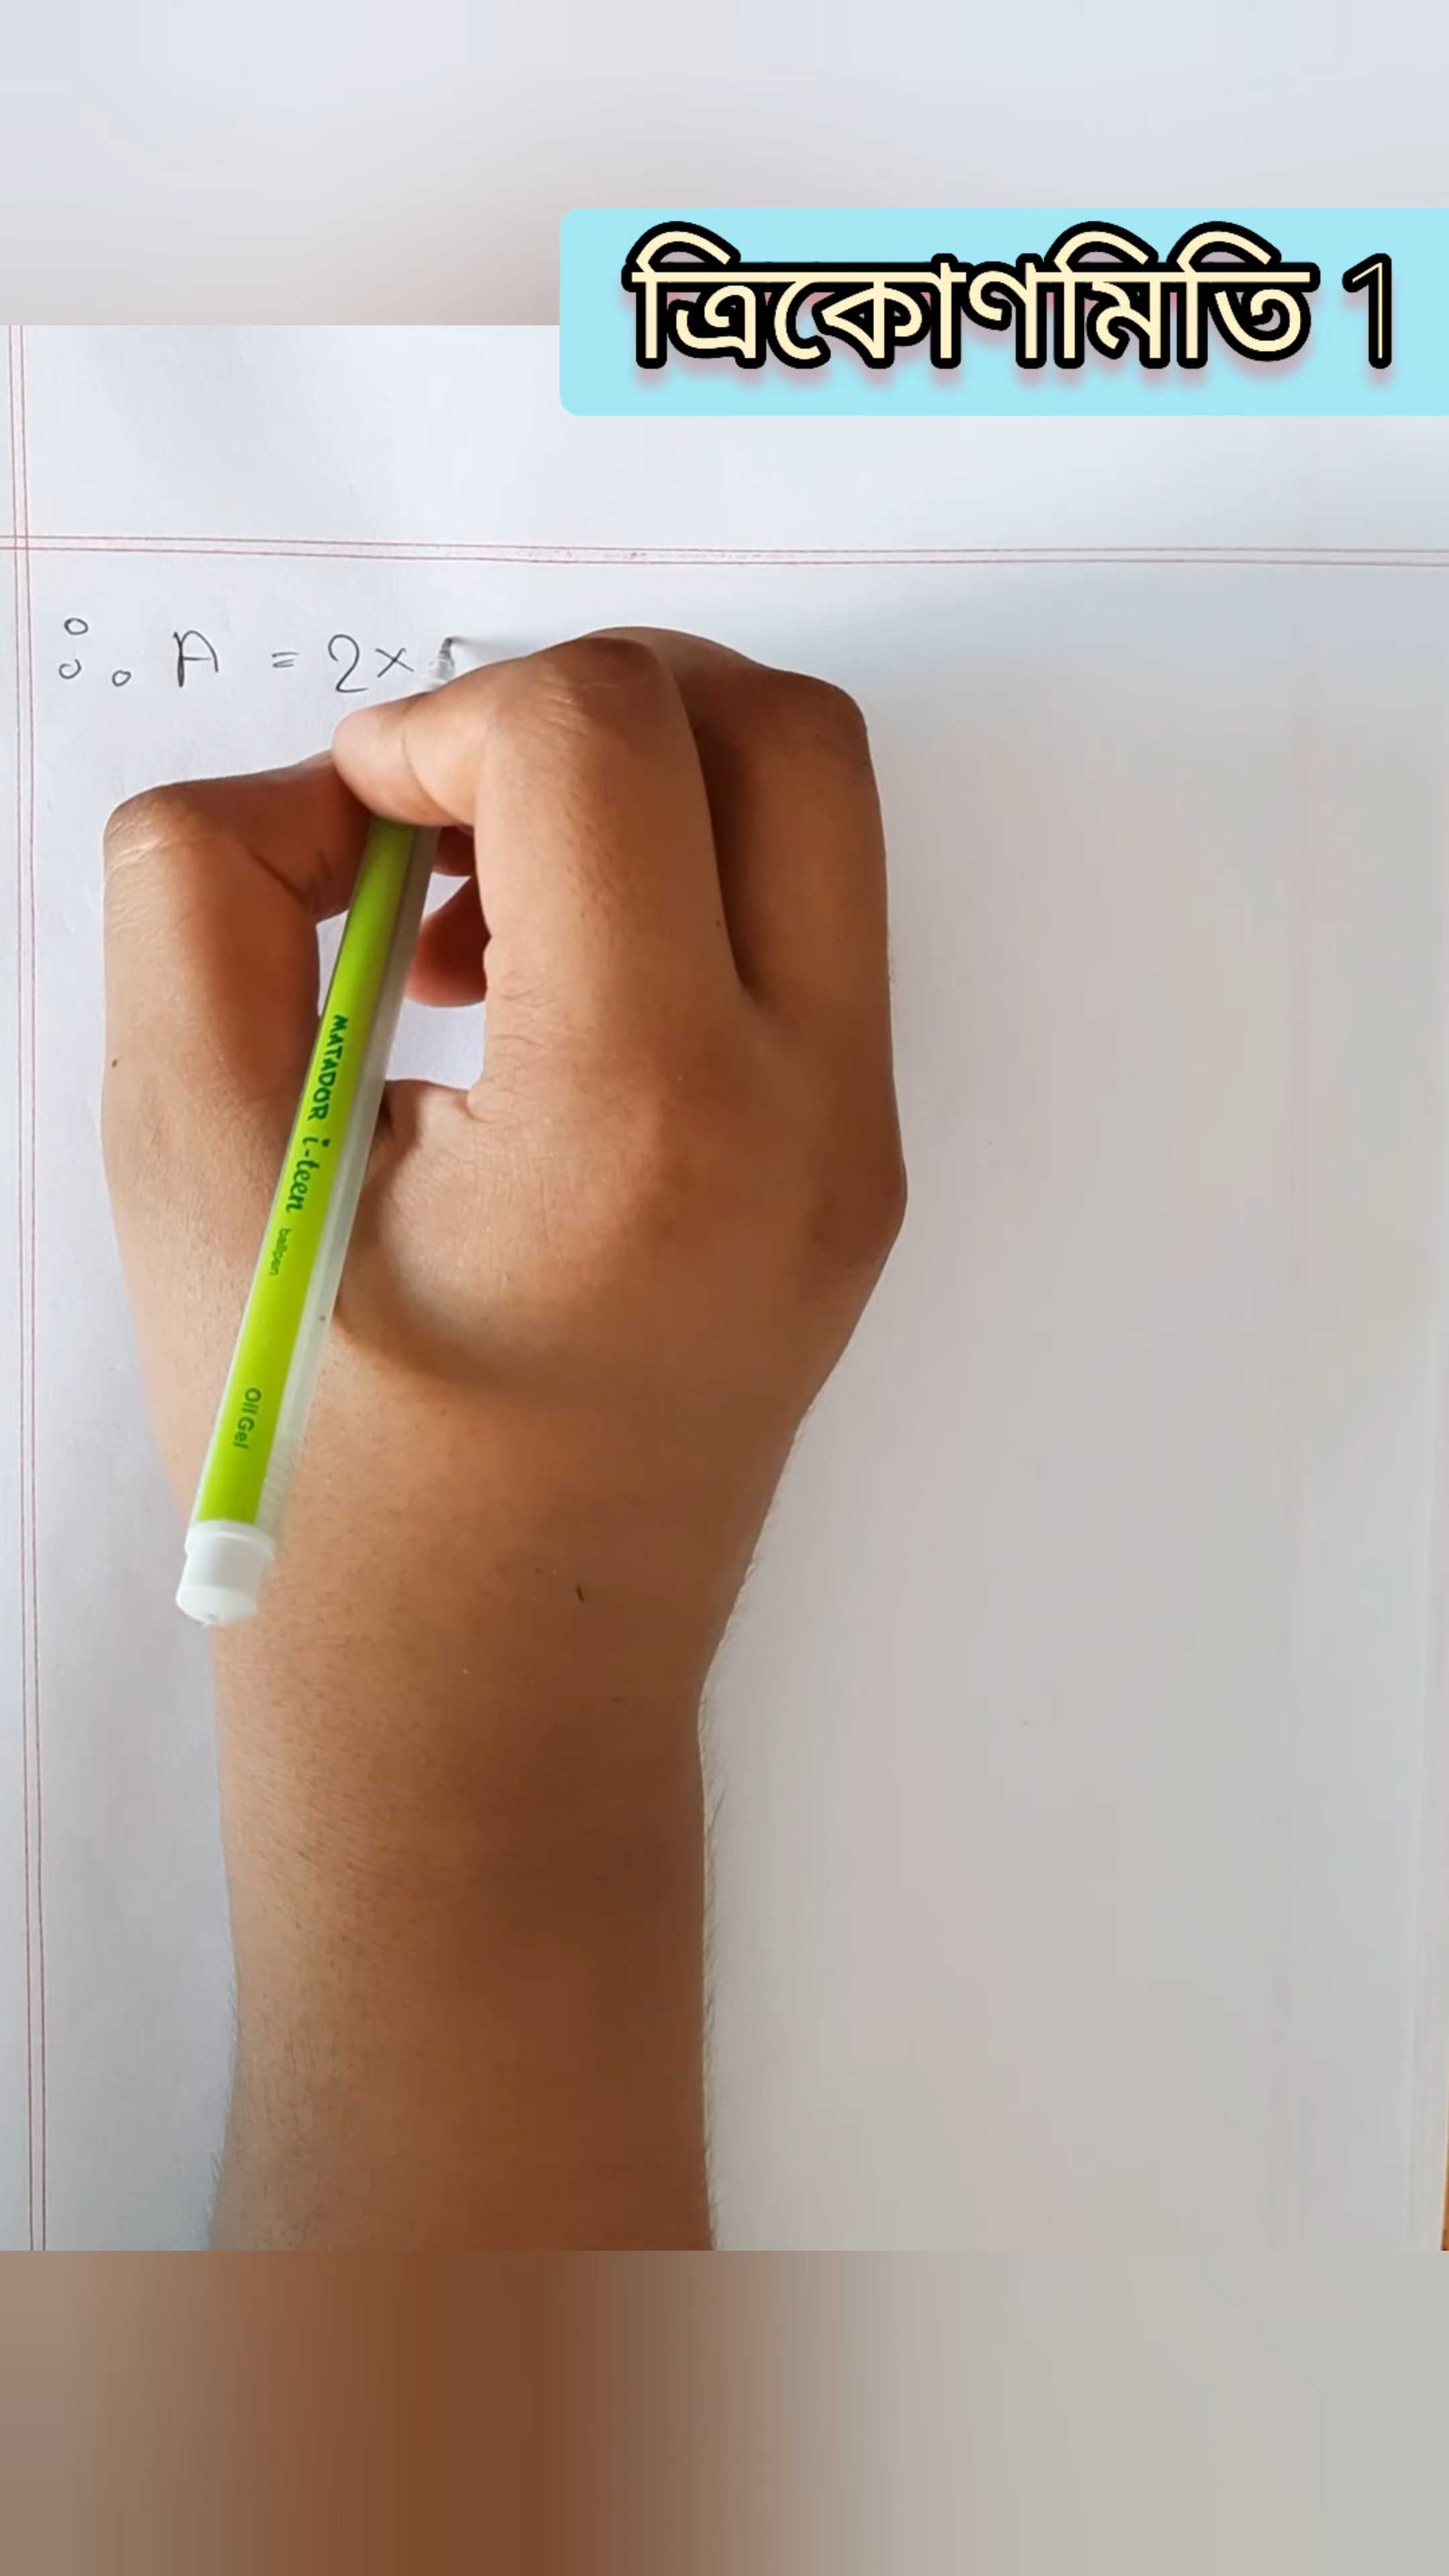 ত্রিকোণমিতি 1
∴ A = 2×
MATADOR i-teen ballpen
Oil Gel